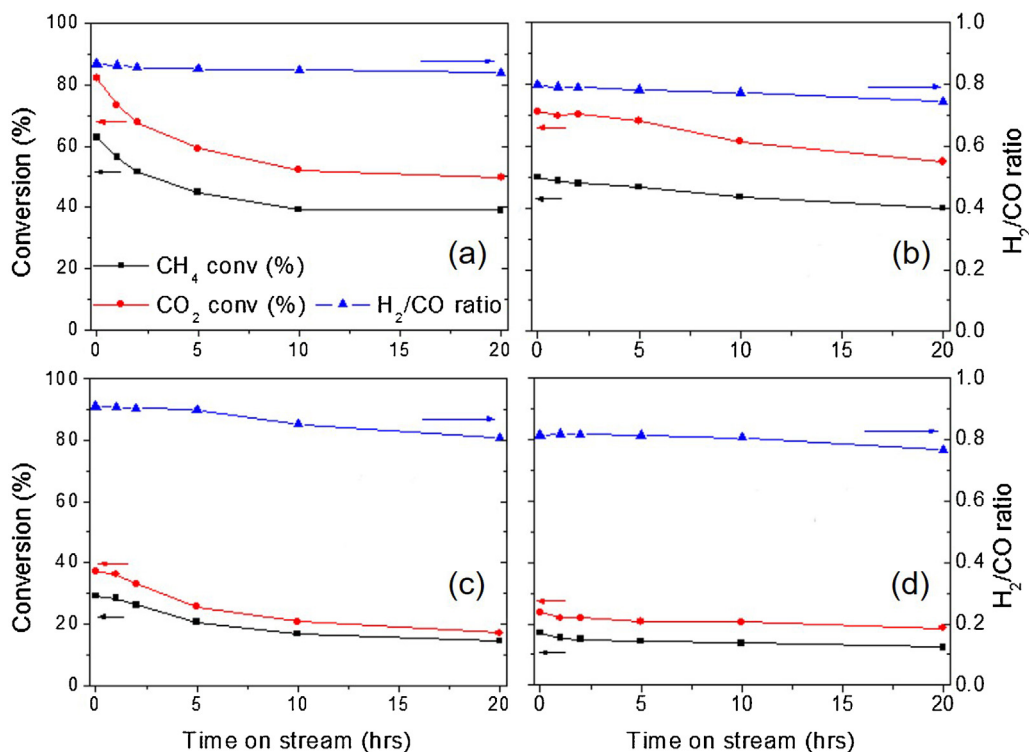 100
80
60
40
20
0
Conversion (%)
(a)
CH₄ conv (%)
CO₂ conv (%)
H₂/CO ratio
0 5 10 15 20
1.0
0.8
0.6
0.4
0.2
0.0
H₂/CO ratio
(b)
0 5 10 15 20
100
80
60
40
20
0
Conversion (%)
(c)
0 5 10 15 20
Time on stream (hrs)
1.0
0.8
0.6
0.4
0.2
0.0
H₂/CO ratio
(d)
0 5 10 15 20
Time on stream (hrs)